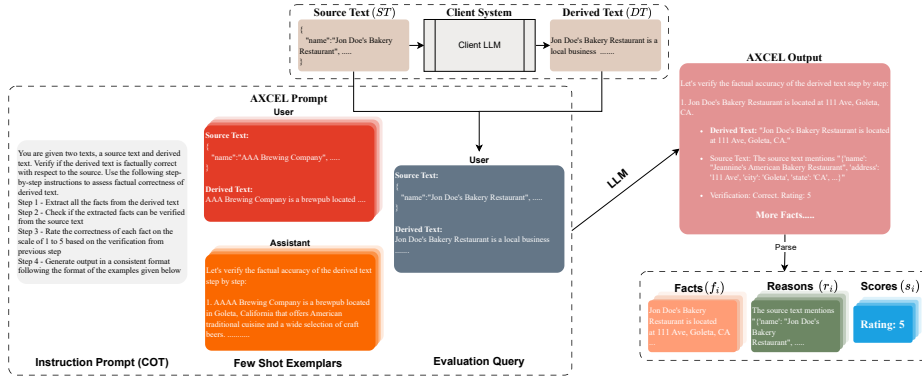 Source Text (ST)
Client System
Derived Text (DT)
{
"name":"Jon Doe's Bakery
Restaurant", .....
}
Client LLM
Jon Doe's Bakery Restaurant is a
local business .......
AXCEL Prompt
User
You are given two texts, a source text and derived
text. Verify if the derived text is factually correct
with respect to the source. Use the following step-
by-step instructions to assess factual correctness of
derived text.
Step 1 - Extract all the facts from the derived text
Step 2 - Check if the extracted facts can be verified
from the source text
Step 3 - Rate the correctness of each fact on the
scale of 1 to 5 based on the verification from
previous step
Step 4 - Generate output in a consistent format
following the format of the examples given below
Instruction Prompt (COT)
Source Text:
{
"name":"AAA Brewing Company", .....
}
Derived Text:
AAA Brewing Company is a brewpub located ....
Assistant
Let's verify the factual accuracy of the derived text
step by step:
1. AAAA Brewing Company is a brewpub located
in Goleta, California that offers American
traditional cuisine and a wide selection of craft
beers. ...........
Few Shot Exemplars
User
Source Text:
{
"name":"Jon Doe's Bakery Restaurant", .....
}
Derived Text:
Jon Doe's Bakery Restaurant is a local business
.......
Evaluation Query
LLM
AXCEL Output
Let's verify the factual accuracy of the derived text step by step:
1. Jon Doe's Bakery Restaurant is located at 111 Ave, Goleta,
CA.
• Derived Text: "Jon Doe's Bakery Restaurant is located
at 111 Ave, Goleta, CA."
• Source Text: The source text mentions "{'name':
"Jeannine's American Bakery Restaurant", 'address':
'111 Ave', 'city': 'Goleta', 'state': 'CA', ...}"
• Verification: Correct. Rating: 5
More Facts.....
Parse
Facts (fi)
Reasons (ri)
Scores (si)
Jon Doe's Bakery
Restaurant is located
at 111 Ave, Goleta, CA
...
The source text mentions
"{'name': "Jon Doe's
Bakery
Restaurant", .....
Rating: 5